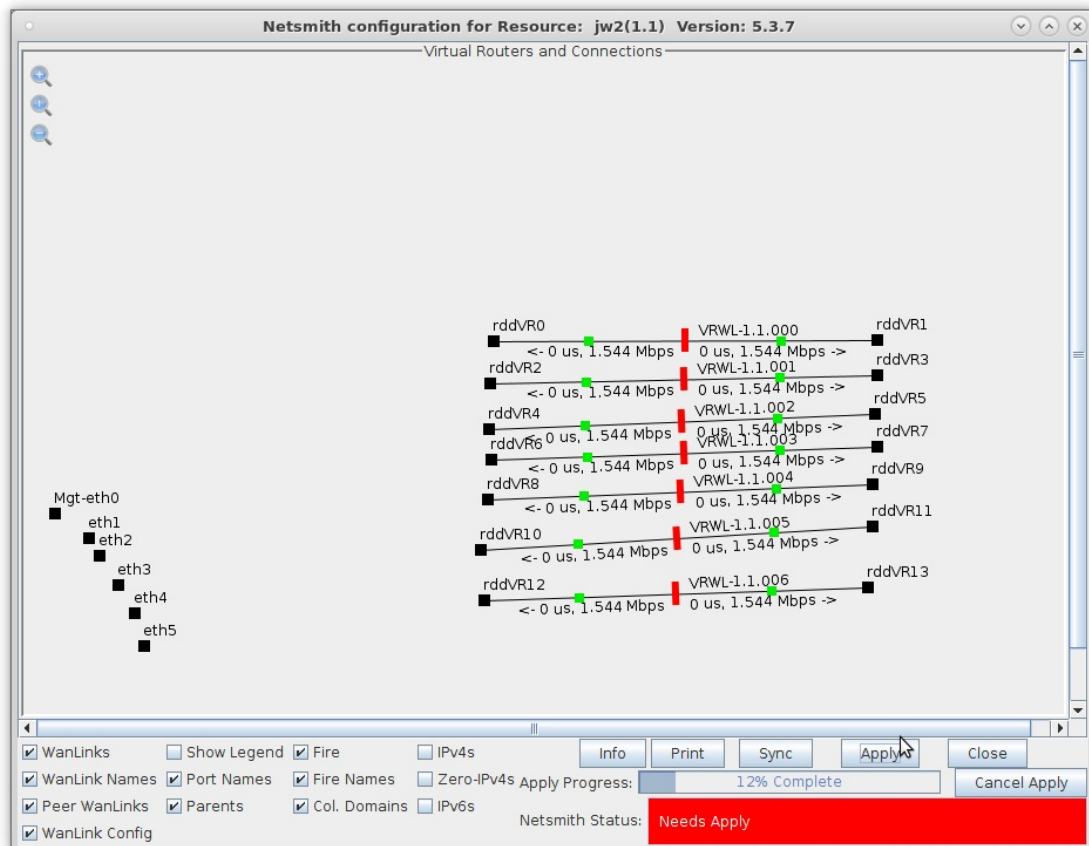 Netsmith configuration for Resource: jw2(1.1) Version: 5.3.7
Virtual Routers and Connections
rddVR0 VRWL-1.1.000 rddVR1
<- 0 us, 1.544 Mbps 0 us, 1.544 Mbps ->
rddVR2 VRWL-1.1.001 rddVR3
<- 0 us, 1.544 Mbps 0 us, 1.544 Mbps ->
rddVR4 VRWL-1.1.002 rddVR5
<- 0 us, 1.544 Mbps 0 us, 1.544 Mbps ->
rddVR6 VRWL-1.1.003 rddVR7
<- 0 us, 1.544 Mbps 0 us, 1.544 Mbps ->
rddVR8 VRWL-1.1.004 rddVR9
<- 0 us, 1.544 Mbps 0 us, 1.544 Mbps ->
rddVR10 VRWL-1.1.005 rddVR11
<- 0 us, 1.544 Mbps 0 us, 1.544 Mbps ->
rddVR12 VRWL-1.1.006 rddVR13
<- 0 us, 1.544 Mbps 0 us, 1.544 Mbps ->
Mgt-eth0
eth1
eth2
eth3
eth4
eth5
WanLinks Show Legend Fire IPv4s Info Print Sync Apply Close
WanLink Names Port Names Fire Names Zero-IPv4s Apply Progress: 12% Complete Cancel Apply
Peer WanLinks Parents Col. Domains IPv6s Netsmith Status: Needs Apply
WanLink Config